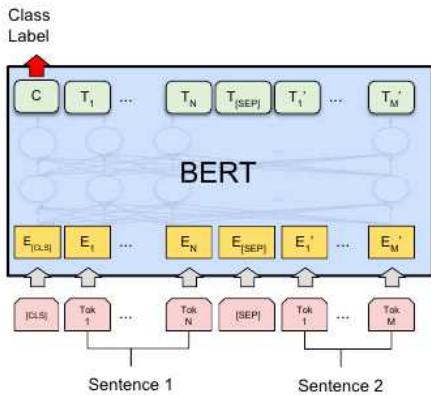 Class
Label
C T1 ... TN T[SEP] T1' ... TM'
BERT
E[CLS] E1 ... EN E[SEP] E1' ... EM'
[CLS] Tok 1 ... Tok N [SEP] Tok 1 ... Tok M
Sentence 1 Sentence 2